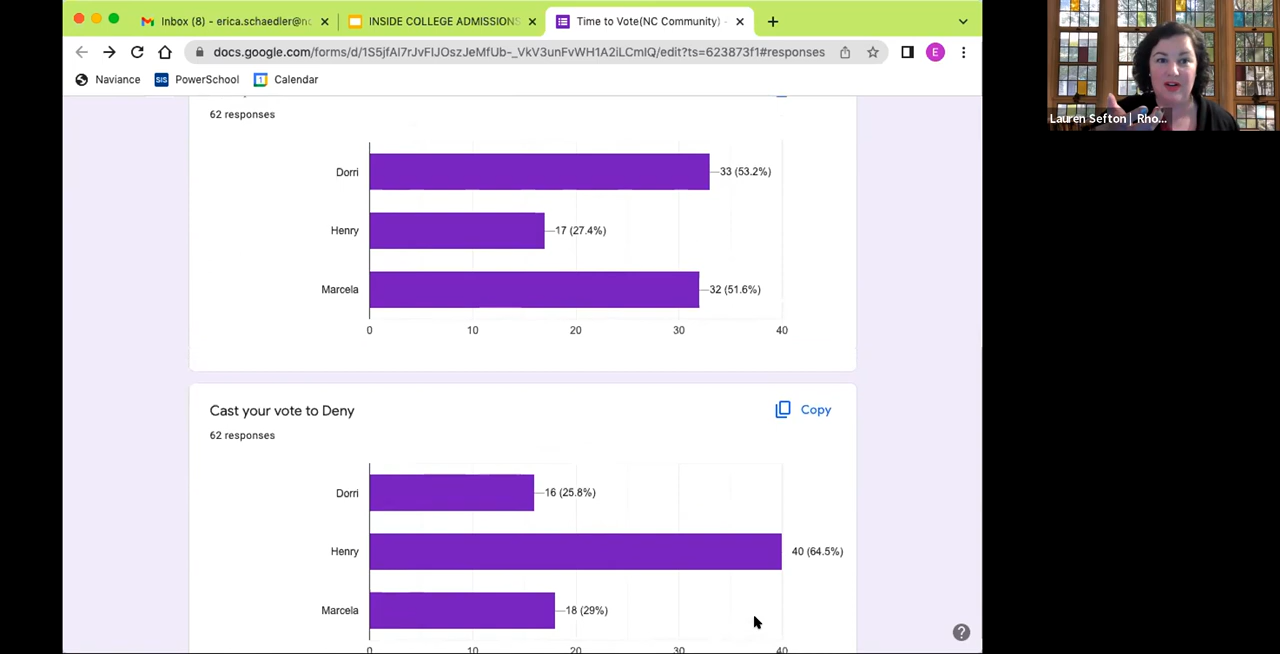 Inbox (8) - erica.schaedler@nc
INSIDE COLLEGE ADMISSIONS
Time to Vote(NC Community) -
docs.google.com/forms/d/1S5jfAl7rJvFlJOszJeMfUb-_VkV3unFvWH1A2iLCmIQ/edit?ts=623873f1#responses
E
Naviance
SIS
PowerSchool
Calendar
Lauren Sefton | Rho...
62 responses
Dorri
33 (53.2%)
Henry
17 (27.4%)
Marcela
32 (51.6%)
0 10 20 30 40
Cast your vote to Deny
Copy
62 responses
Dorri
16 (25.8%)
Henry
40 (64.5%)
Marcela
18 (29%)
0 10 20 30 40